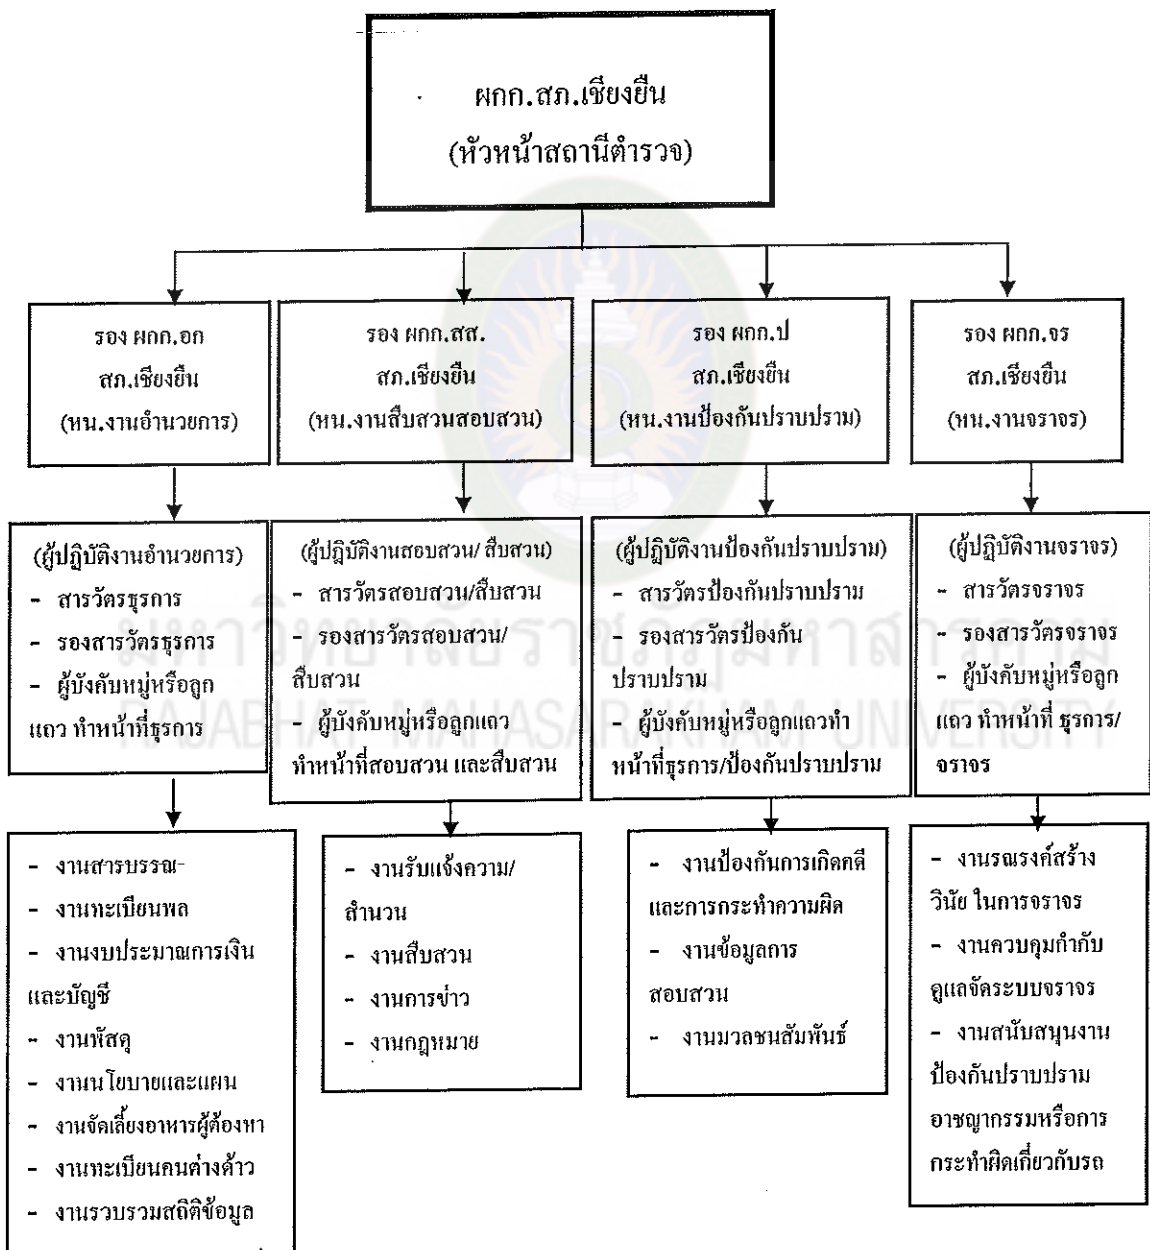 ผกก.สภ.เชียงยืน
(หัวหน้าสถานีตำรวจ)
รอง ผกก.อก
สภ.เชียงยืน
(หน.งานอำนวยการ)
รอง ผกก.สส.
สภ.เชียงยืน
(หน.งานสืบสวนสอบสวน)
รอง ผกก.ป
สภ.เชียงยืน
(หน.งานป้องกันปราบปราม)
รอง ผกก.จร
สภ.เชียงยืน
(หน.งานจราจร)
(ผู้ปฏิบัติงานอำนวยการ)
- สารวัตรธุรการ
- รองสารวัตรธุรการ
- ผู้บังคับหมู่หรือลูก
แถว ทำหน้าที่ธุรการ
(ผู้ปฏิบัติงานสอบสวน/ สืบสวน)
- สารวัตรสอบสวน/สืบสวน
- รองสารวัตรสอบสวน/
สืบสวน
- ผู้บังคับหมู่หรือลูกแถว
ทำหน้าที่สอบสวน และสืบสวน
(ผู้ปฏิบัติงานป้องกันปราบปราม)
- สารวัตรป้องกันปราบปราม
- รองสารวัตรป้องกัน
ปราบปราม
- ผู้บังคับหมู่หรือลูกแถวทำ
หน้าที่ธุรการ/ป้องกันปราบปราม
(ผู้ปฏิบัติงานจราจร)
- สารวัตรจราจร
- รองสารวัตรจราจร
- ผู้บังคับหมู่หรือลูก
แถว ทำหน้าที่ ธุรการ/
จราจร
- งานสารบรรณ-
- งานทะเบียนพล
- งานงบประมาณการเงิน
และบัญชี
- งานพัสดุ
- งานนโยบายและแผน
- งานจัดเลี้ยงอาหารผู้ต้องหา
- งานทะเบียนคนต่างด้าว
- งานรวบรวมสถิติข้อมูล
- งานรับแจ้งความ/
สำนวน
- งานสืบสวน
- งานการข่าว
- งานกฎหมาย
- งานป้องกันการเกิดคดี
และการกระทำความผิด
- งานข้อมูลการ
สอบสวน
- งานมวลชนสัมพันธ์
- งานรณรงค์สร้าง
วินัย ในการจราจร
- งานควบคุมกำกับ
ดูแลจัดระบบจราจร
- งานสนับสนุนงาน
ป้องกันปราบปราม
อาชญากรรมหรือการ
กระทำผิดเกี่ยวกับรถ
มหาวิทยาลัยราชภัฏมหาสารคาม
RAJABHAT MAHASARAKHAM UNIVERSITY